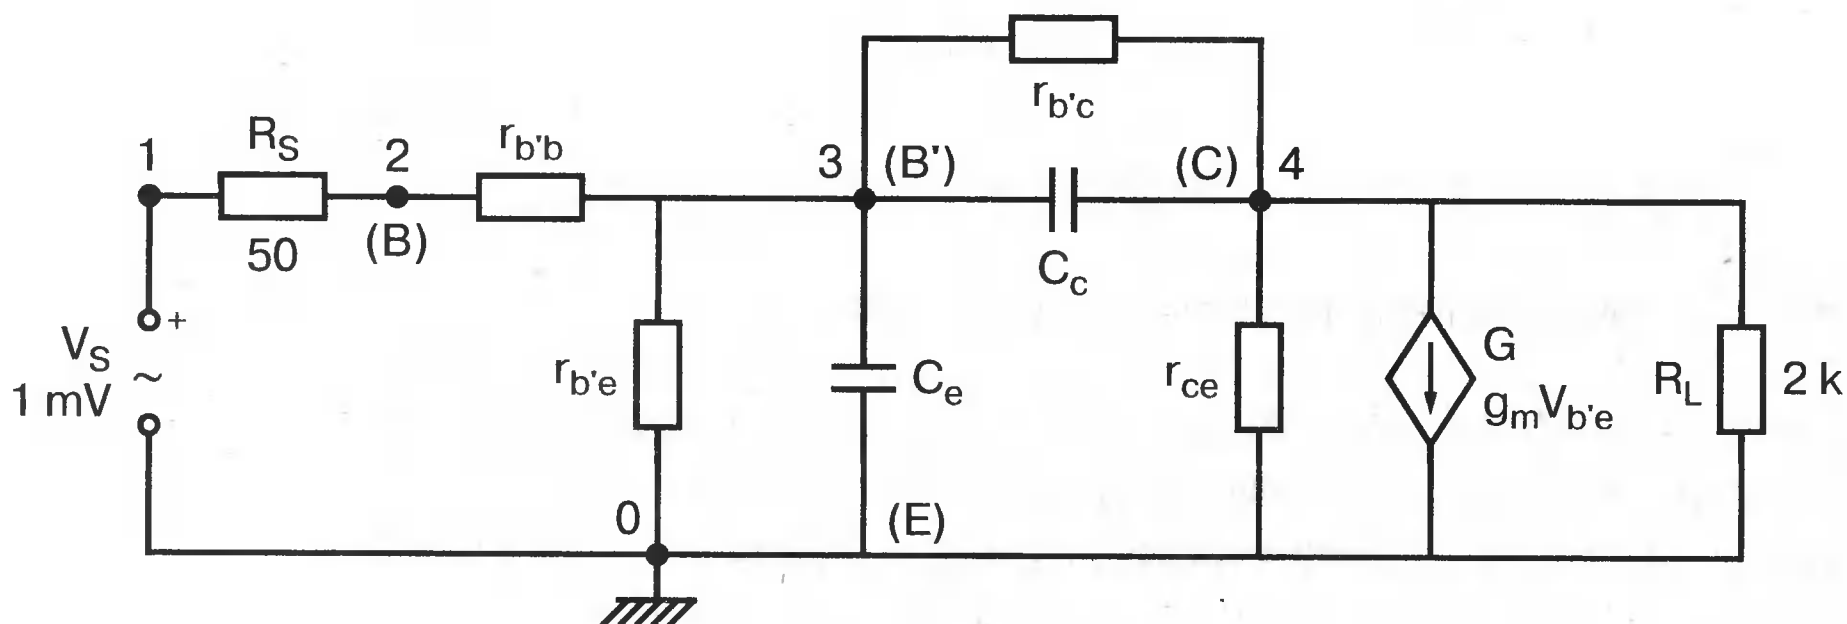 1
R_S
50
2
(B)
r_b'b
3
(B')
r_b'c
C_c
(C)
4
V_S
+
~
1 mV
r_b'e
0
C_e
(E)
r_ce
G
g_mV_b'e
R_L
2 k